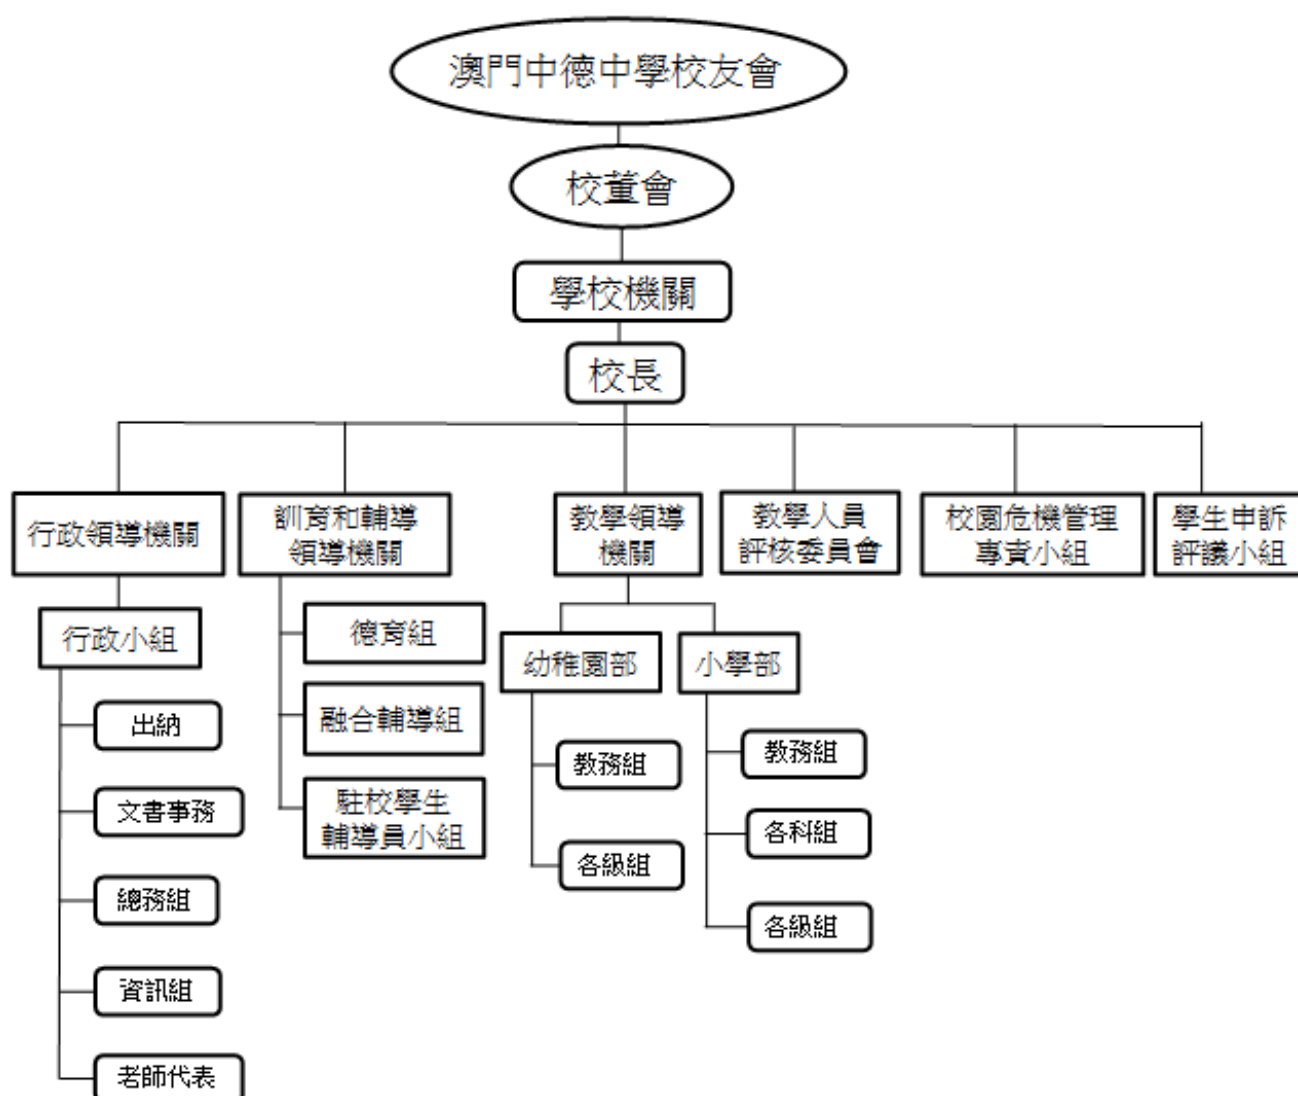 澳門中德中學校友會
校董會
學校機關
校長
行政領導機關
訓育和輔導
領導機關
教學領導
機關
教學人員
評核委員會
校園危機管理
專責小組
學生申訴
評議小組
行政小組
出納
文書事務
總務組
資訊組
老師代表
德育組
融合輔導組
駐校學生
輔導員小組
幼稚園部
教務組
各級組
小學部
教務組
各科組
各級組